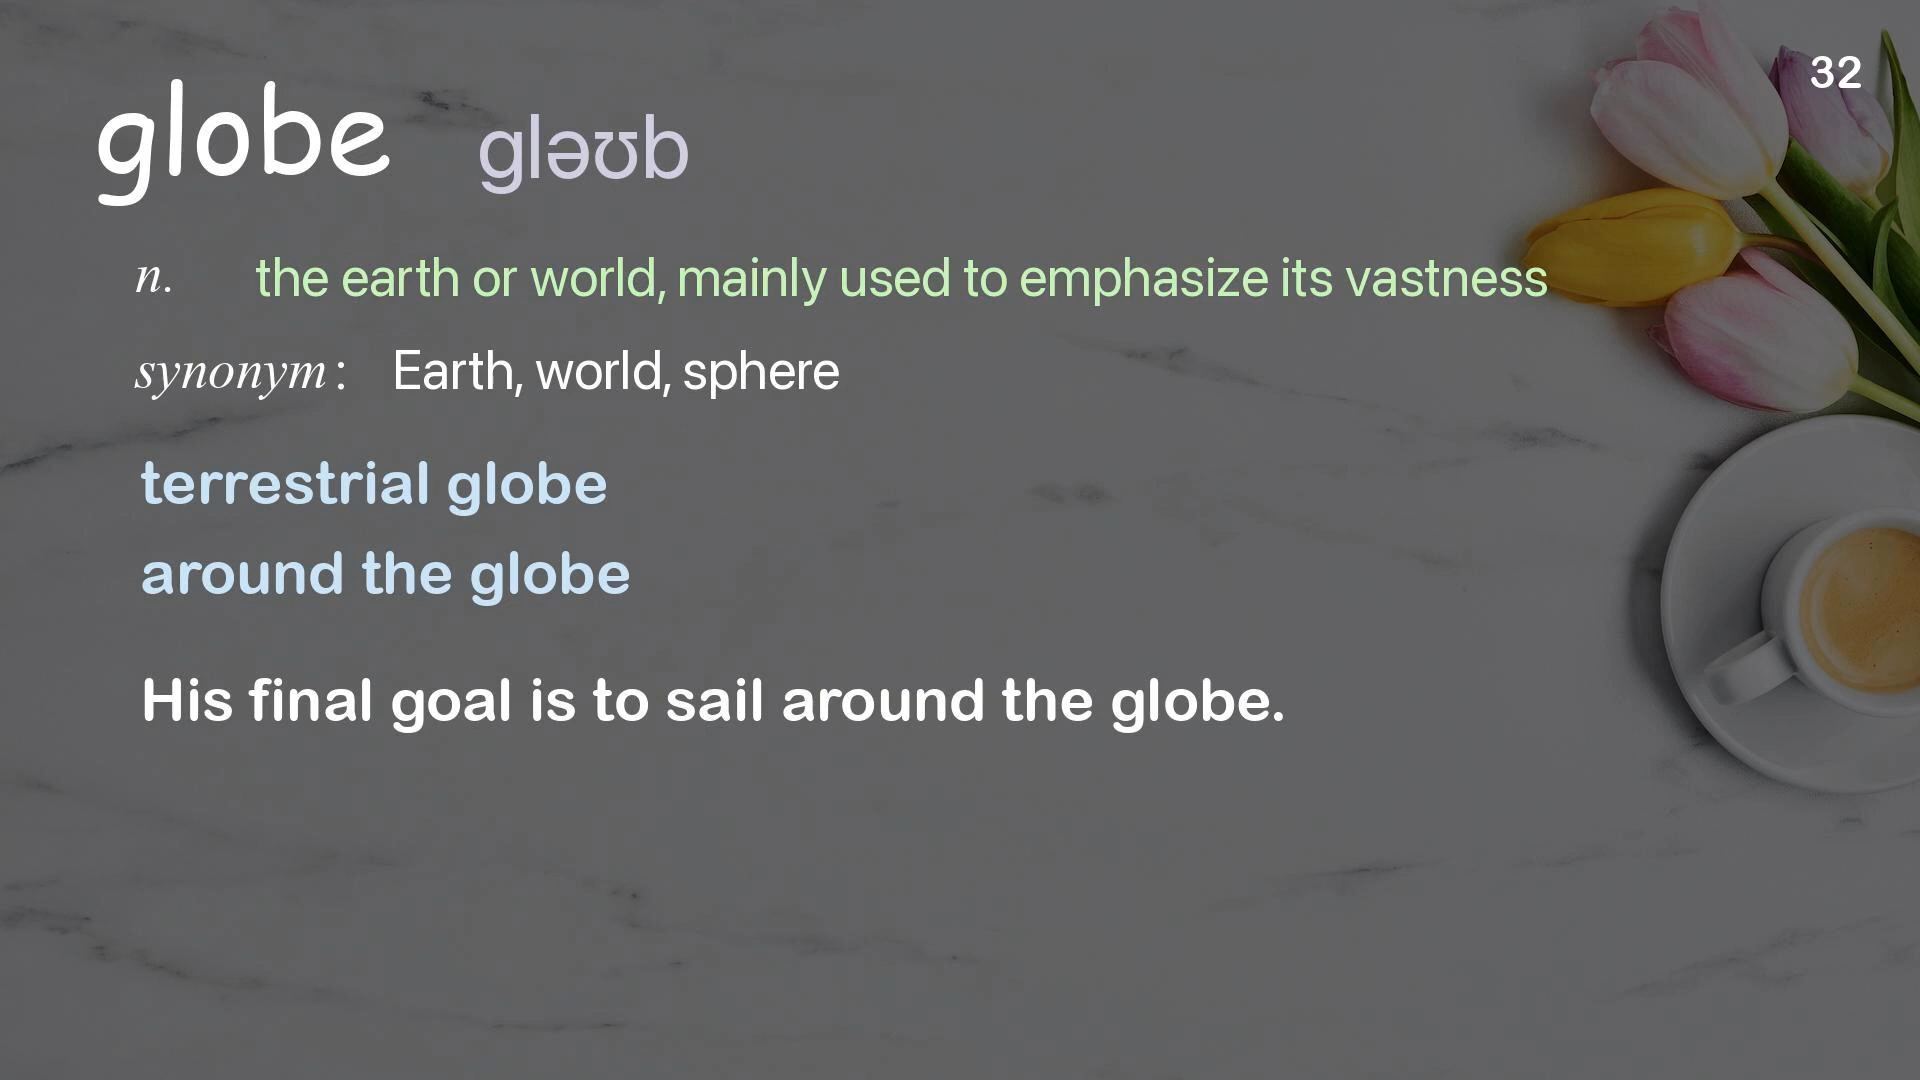 32
globe gləʊb
n. the earth or world, mainly used to emphasize its vastness
synonym: Earth, world, sphere
terrestrial globe
around the globe
His final goal is to sail around the globe.